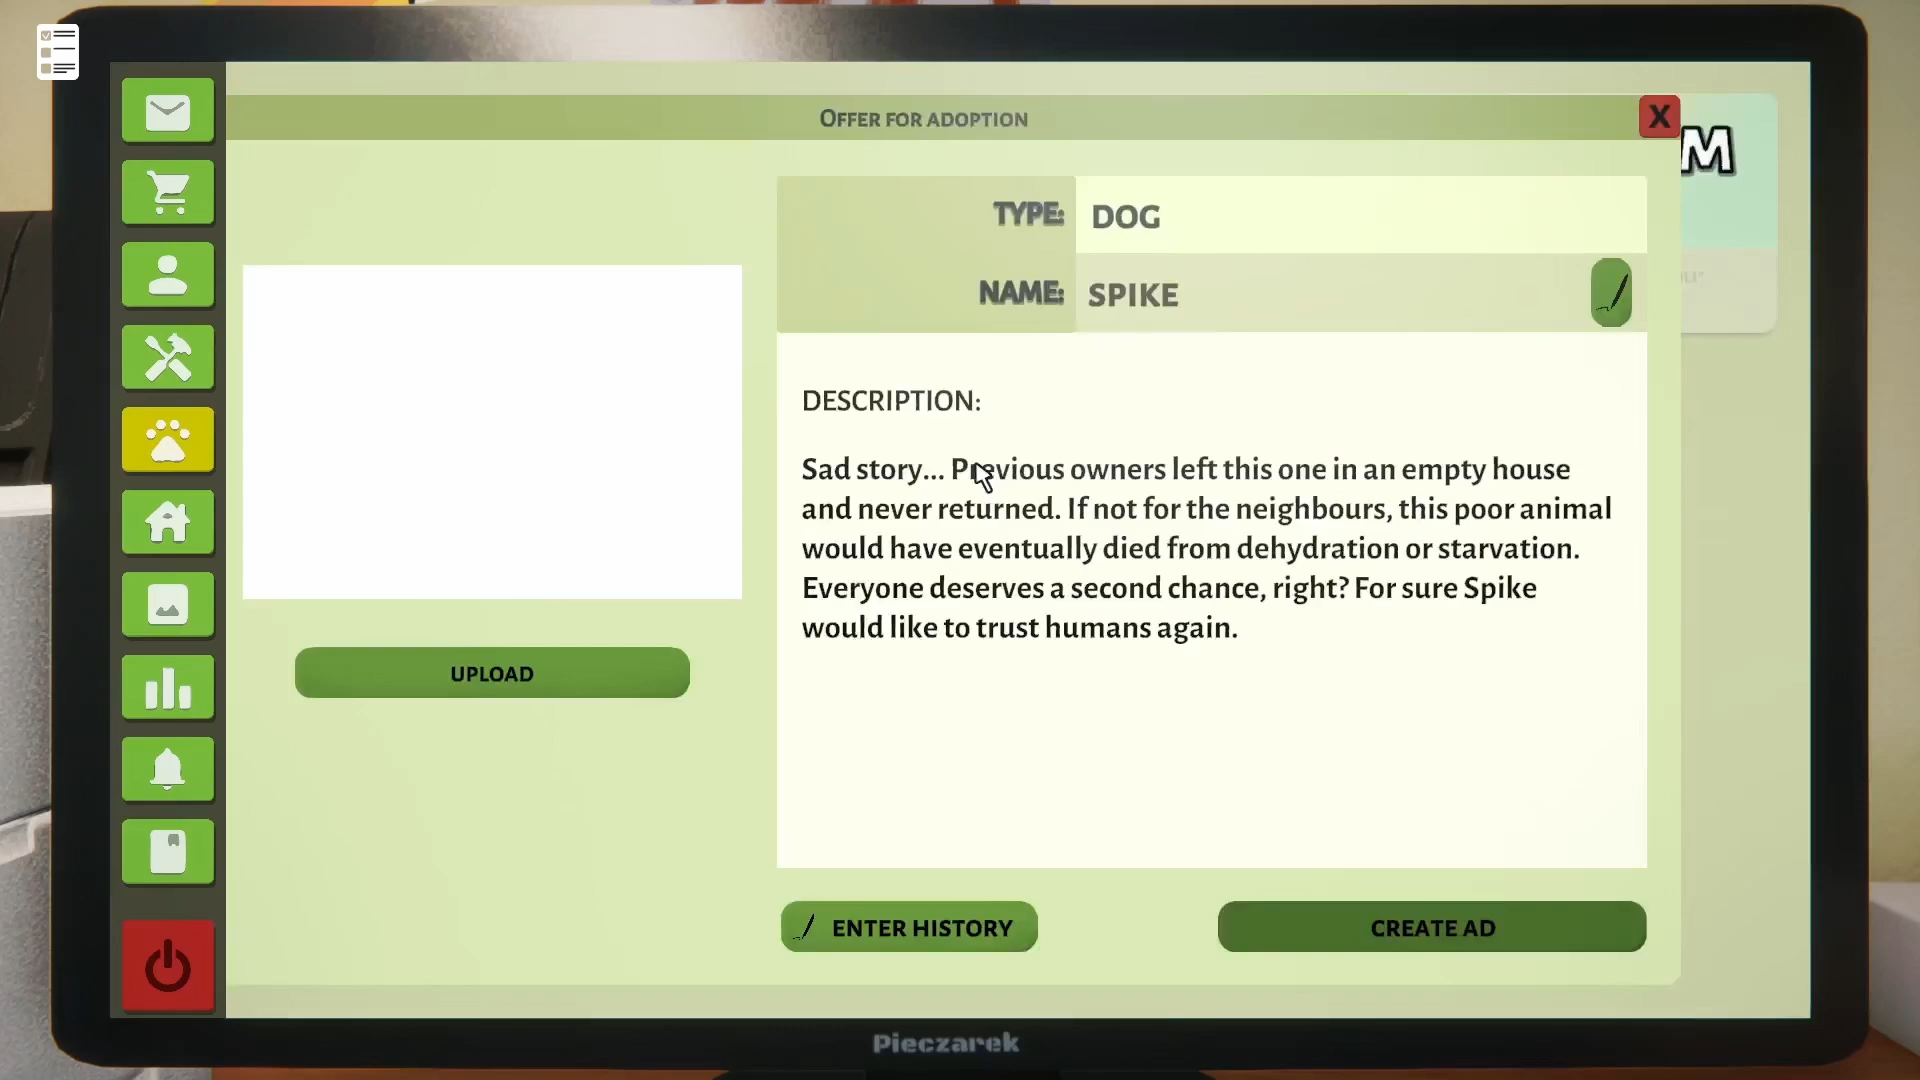 OFFER FOR ADOPTION
X
M
TYPE: DOG
NAME: SPIKE
DESCRIPTION:
Sad story... Previous owners left this one in an empty house
and never returned. If not for the neighbours, this poor animal
would have eventually died from dehydration or starvation.
Everyone deserves a second chance, right? For sure Spike
would like to trust humans again.
UPLOAD
ENTER HISTORY
CREATE AD
Pieczarek